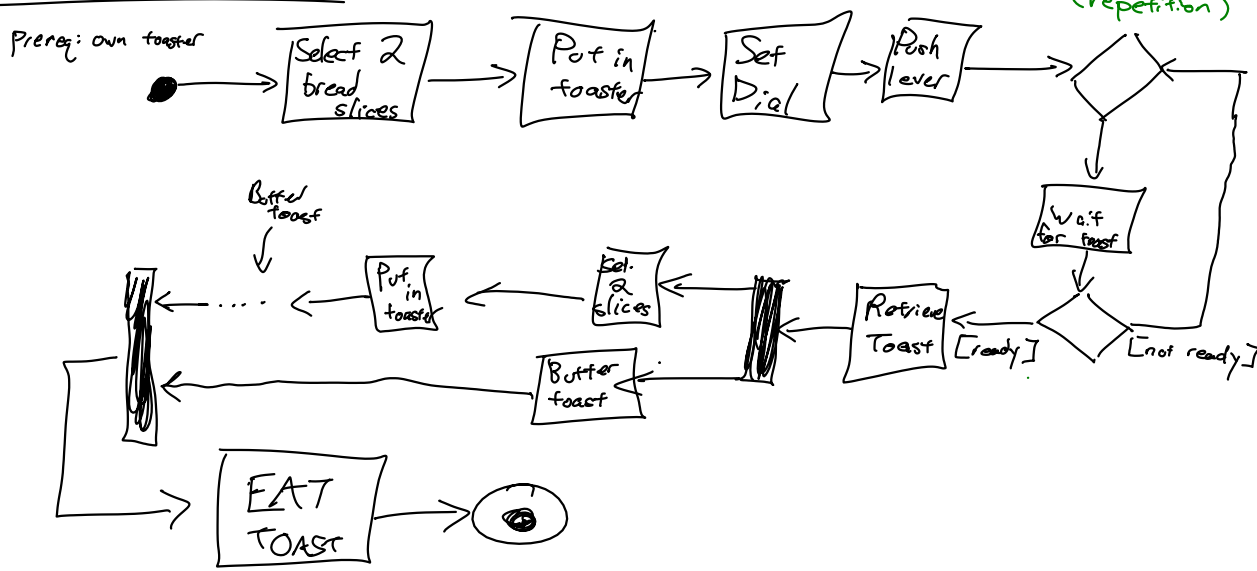 (repetition)
Prereq: own toaster
Select 2
bread
slices
Put in
toaster
Set
Dial
Push
lever
Wait
for toast
[not ready]
[ready]
Retrieve
Toast
sel.
2
slices
Put
in
toaster
....
Butter
toast
Butter
toast
EAT
TOAST